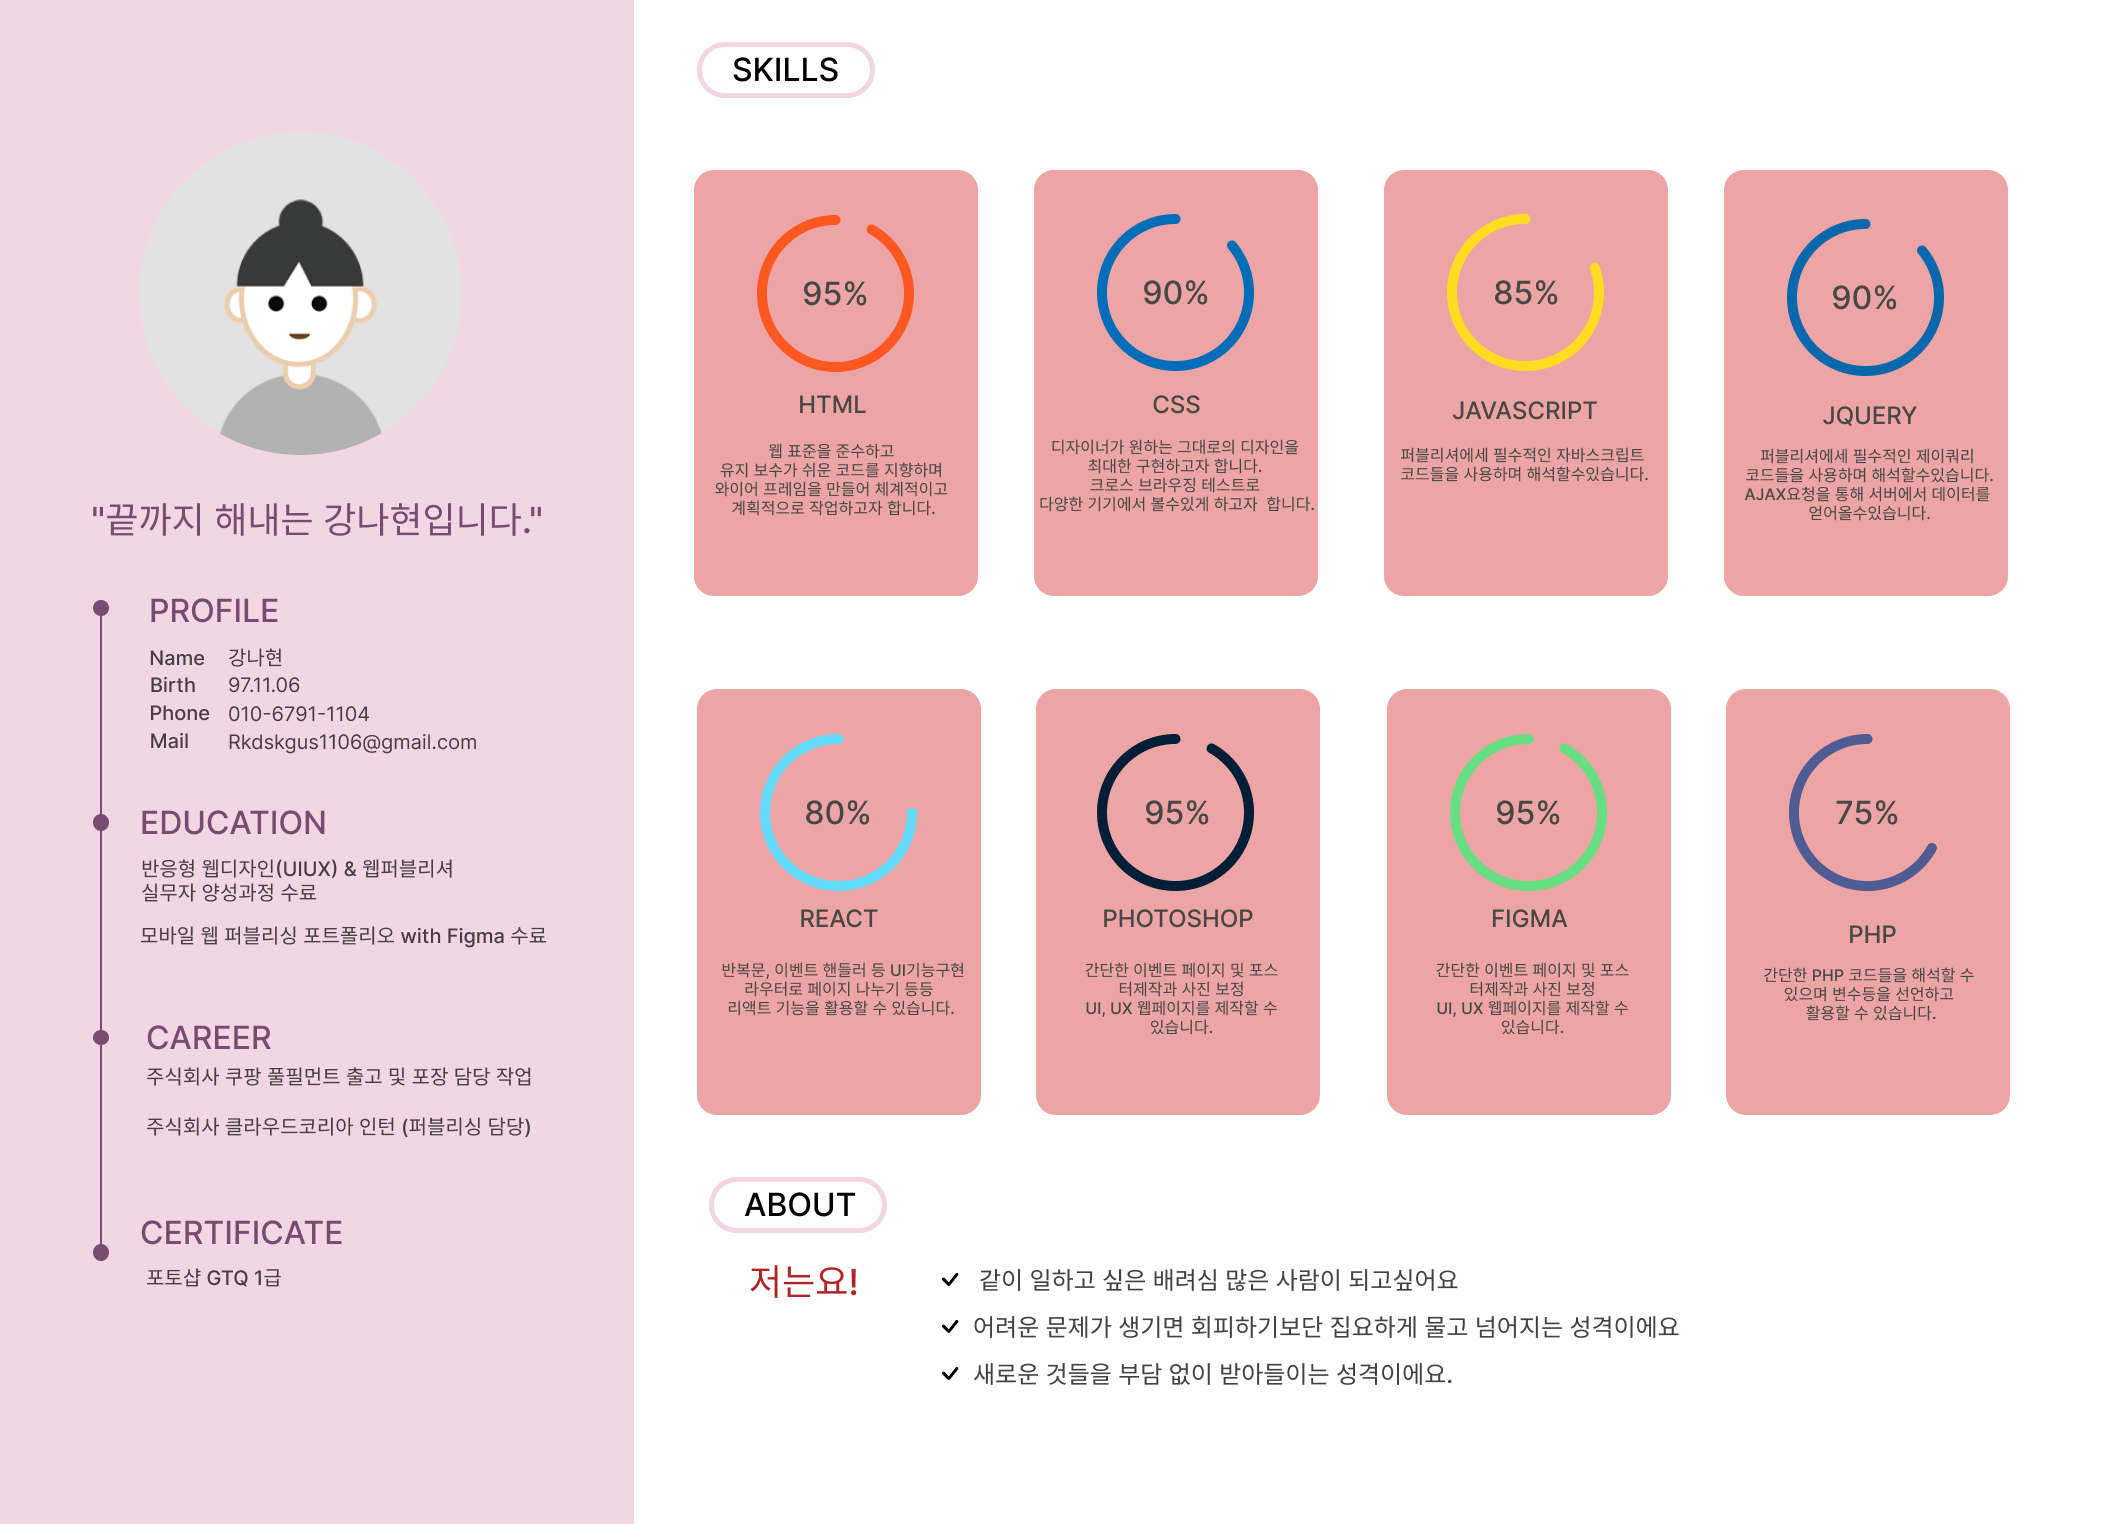 "끝까지 해내는 강나현입니다."
PROFILE
Name 강나현
Birth 97.11.06
Phone 010-6791-1104
Mail Rkdskgus1106@gmail.com
EDUCATION
반응형 웹디자인(UIUX) & 웹퍼블리셔
실무자 양성과정 수료
모바일 웹 퍼블리싱 포트폴리오 with Figma 수료
CAREER
주식회사 쿠팡 풀필먼트 출고 및 포장 담당 작업
주식회사 클라우드코리아 인턴 (퍼블리싱 담당)
CERTIFICATE
포토샵 GTQ 1급
SKILLS
95%
HTML
웹 표준을 준수하고
유지 보수가 쉬운 코드를 지향하며
와이어 프레임을 만들어 체계적이고
계획적으로 작업하고자 합니다.
90%
CSS
디자이너가 원하는 그대로의 디자인을
최대한 구현하고자 합니다.
크로스 브라우징 테스트로
다양한 기기에서 볼수있게 하고자 합니다.
85%
JAVASCRIPT
퍼블리셔에세 필수적인 자바스크립트
코드들을 사용하며 해석할수있습니다.
90%
JQUERY
퍼블리셔에세 필수적인 제이쿼리
코드들을 사용하며 해석할수있습니다.
AJAX요청을 통해 서버에서 데이터를
얻어올수있습니다.
80%
REACT
반복문, 이벤트 핸들러 등 UI기능구현
라우터로 페이지 나누기 등등
리액트 기능을 활용할 수 있습니다.
95%
PHOTOSHOP
간단한 이벤트 페이지 및 포스
터제작과 사진 보정
UI, UX 웹페이지를 제작할 수
있습니다.
95%
FIGMA
간단한 이벤트 페이지 및 포스
터제작과 사진 보정
UI, UX 웹페이지를 제작할 수
있습니다.
75%
PHP
간단한 PHP 코드들을 해석할 수
있으며 변수등을 선언하고
활용할 수 있습니다.
ABOUT
저는요!
같이 일하고 싶은 배려심 많은 사람이 되고싶어요
어려운 문제가 생기면 회피하기보단 집요하게 물고 넘어지는 성격이에요
새로운 것들을 부담 없이 받아들이는 성격이에요.